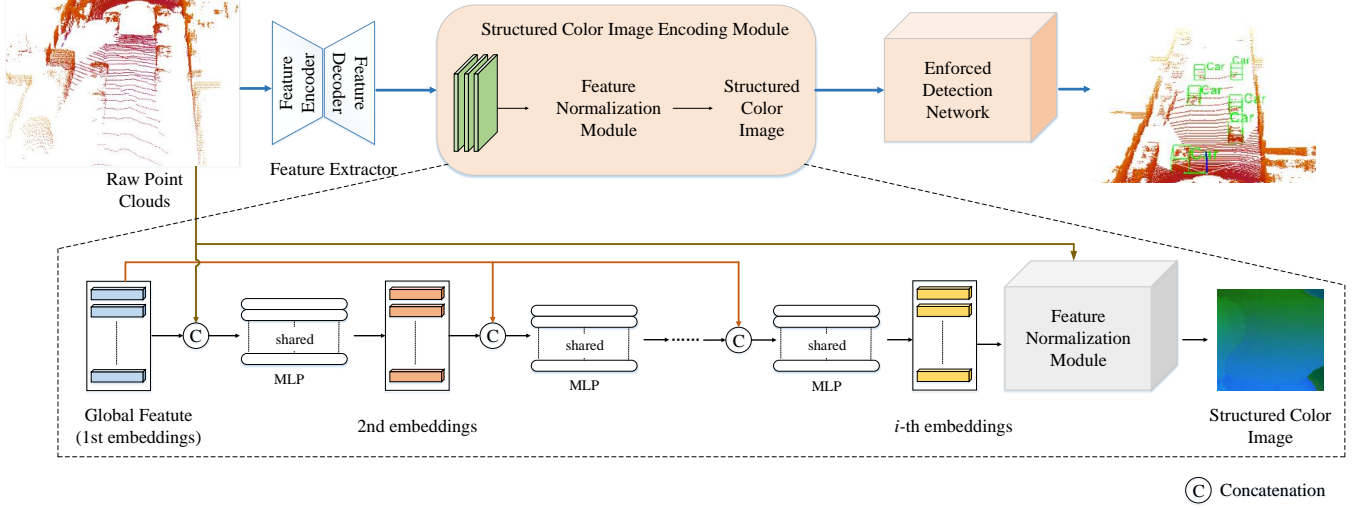 Structured Color Image Encoding Module
Feature
Encoder
Feature
Decoder
Feature
Normalization
Module
Structured
Color
Image
Enforced
Detection
Network
Car
Car
Car
Car
Car
Car
Feature Extractor
Raw Point
Clouds
C
shared
MLP
C
shared
MLP
......
C
shared
MLP
Feature
Normalization
Module
Global Featute
(1st embeddings)
2nd embeddings
i-th embeddings
Structured Color
Image
C Concatenation